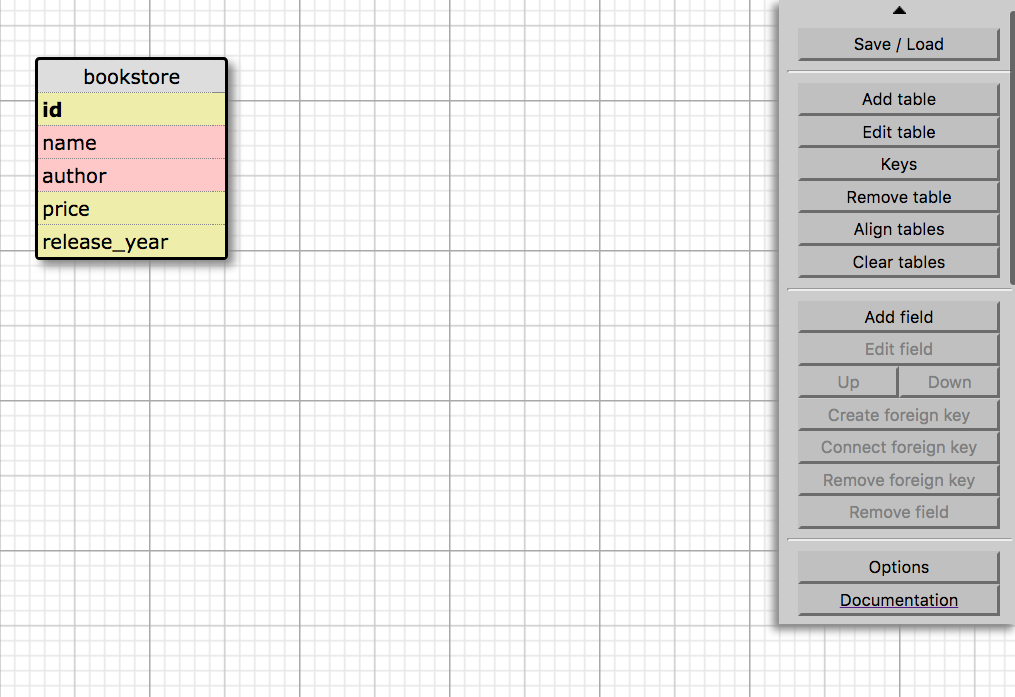 bookstore
id
name
author
price
release_year
Save / Load
Add table
Edit table
Keys
Remove table
Align tables
Clear tables
Add field
Edit field
Up Down
Create foreign key
Connect foreign key
Remove foreign key
Remove field
Options
Documentation